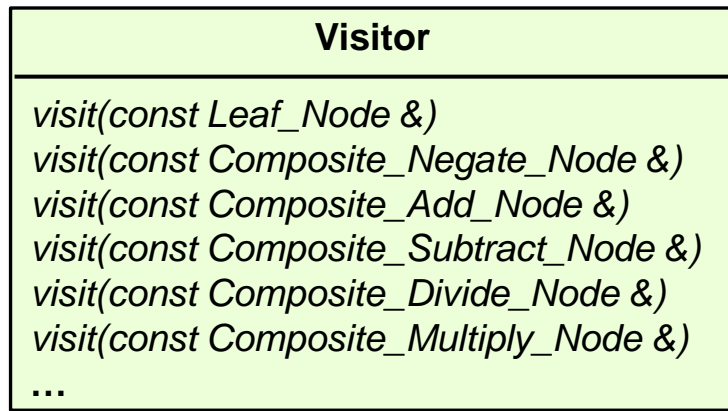 Visitor
visit(const Leaf_Node &)
visit(const Composite_Negate_Node &)
visit(const Composite_Add_Node &)
visit(const Composite_Subtract_Node &)
visit(const Composite_Divide_Node &)
visit(const Composite_Multiply_Node &)
...